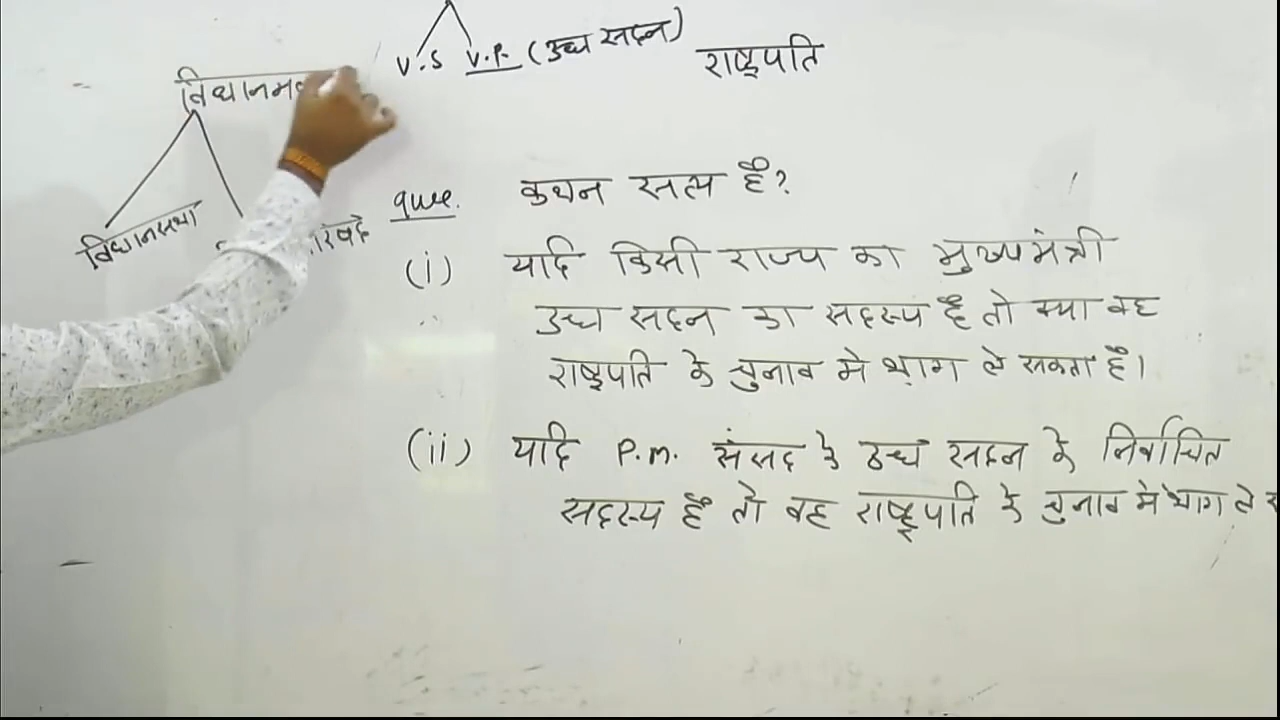 V.S V.P. (उच्च सदन)
राष्ट्रपति
विधानसभा
que. कथन सत्य है?
(i) यदि किसी राज्य का मुख्यमंत्री
उच्च सदन का सदस्य है तो क्या वह
राष्ट्रपति के चुनाव मे भाग ले सकता है।
(ii) यदि P.m. संसद के उच्च सदन के निर्वाचित
सदस्य है तो वह राष्ट्रपति के चुनाव मे भाग ले